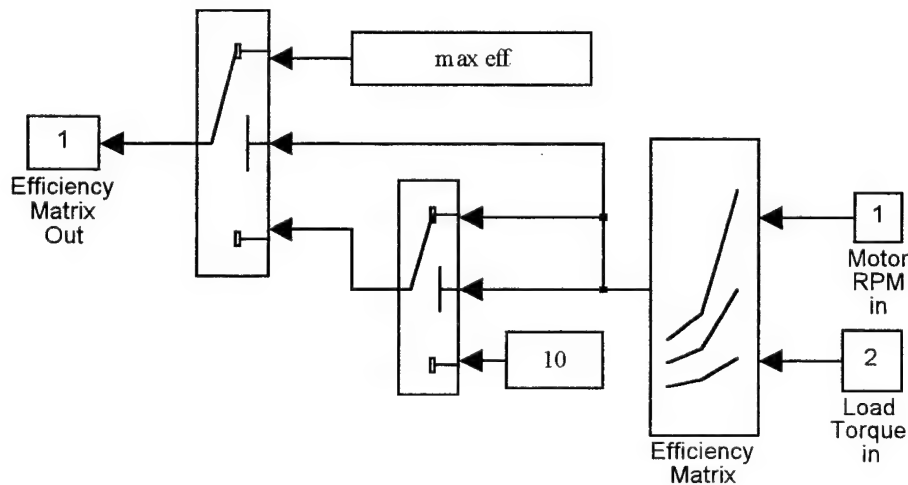 max eff
1
Efficiency
Matrix
Out
1
Motor
RPM
in
10
2
Load
Torque
in
Efficiency
Matrix